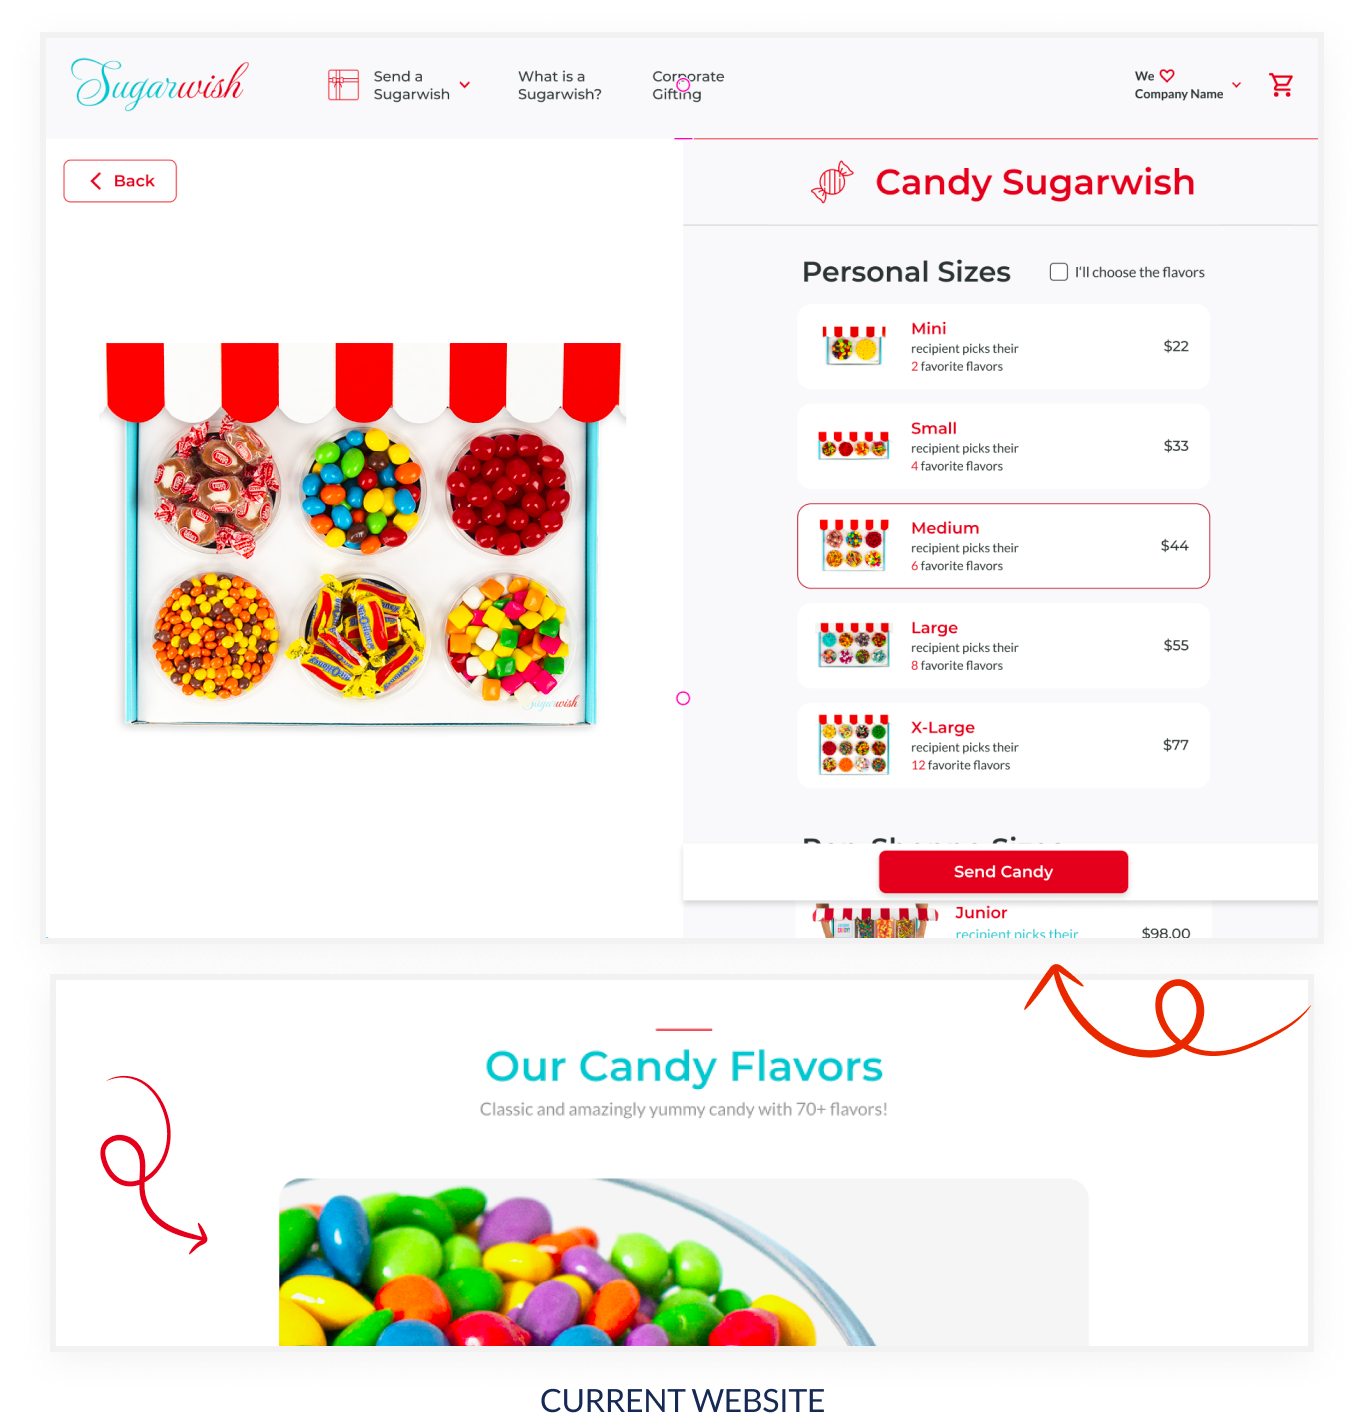 Sugarwish
Send a
Sugarwish
What is a
Sugarwish?
Corporate
Gifting
We
Company Name
Back
Candy Sugarwish
Personal Sizes
I'll choose the flavors
Mini
recipient picks their
2 favorite flavors
$22
Small
recipient picks their
4 favorite flavors
$33
Medium
recipient picks their
6 favorite flavors
$44
Large
recipient picks their
8 favorite flavors
$55
X-Large
recipient picks their
12 favorite flavors
$77
Sugarwish
Send Candy
Junior
recipient picks their
$98.00
Our Candy Flavors
Classic and amazingly yummy candy with 70+ flavors!
CURRENT WEBSITE